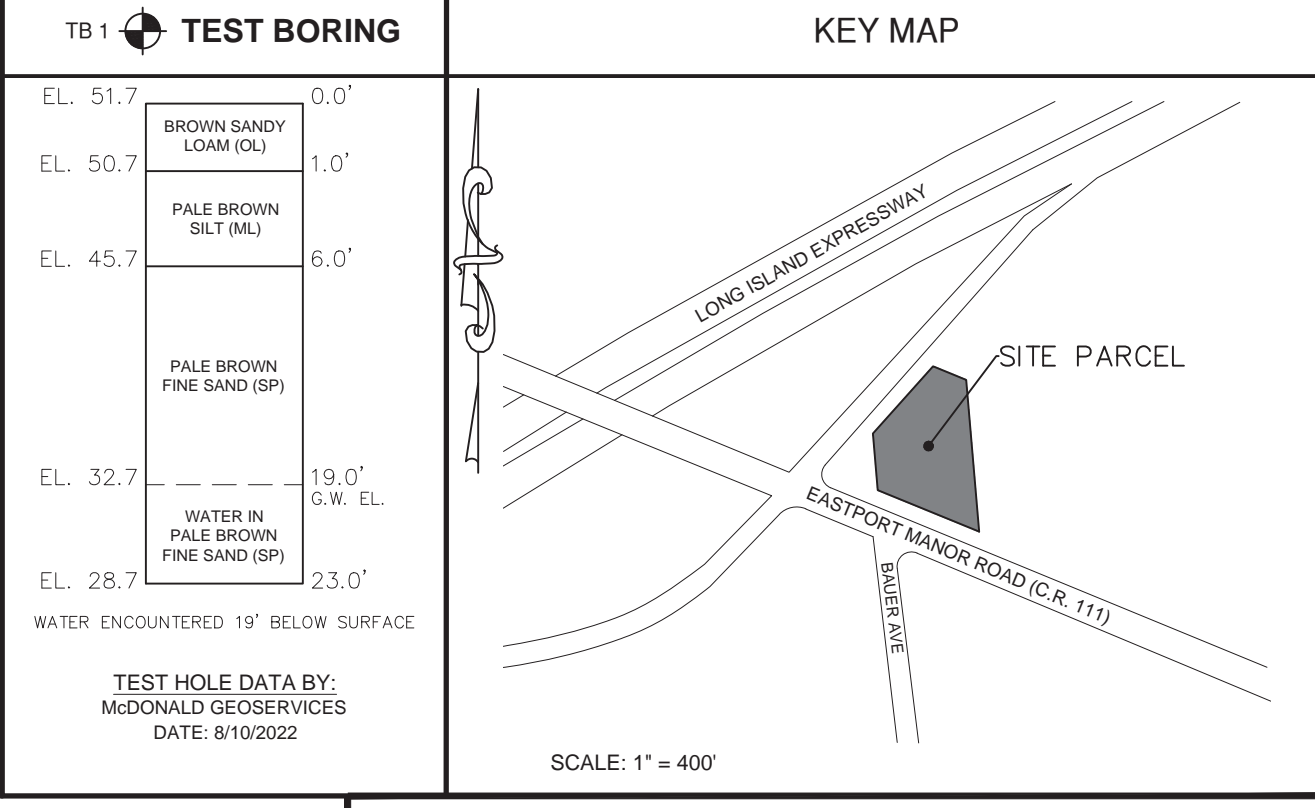 TB 1 TEST BORING
EL. 51.7 0.0'
BROWN SANDY
LOAM (OL)
EL. 50.7 1.0'
PALE BROWN
SILT (ML)
EL. 45.7 6.0'
PALE BROWN
FINE SAND (SP)
EL. 32.7 19.0'
G.W. EL.
WATER IN
PALE BROWN
FINE SAND (SP)
EL. 28.7 23.0'
WATER ENCOUNTERED 19' BELOW SURFACE
TEST HOLE DATA BY:
McDONALD GEOSERVICES
DATE: 8/10/2022
KEY MAP
LONG ISLAND EXPRESSWAY
SITE PARCEL
EASTPORT MANOR ROAD (C.R. 111)
BAUER AVE
SCALE: 1" = 400'